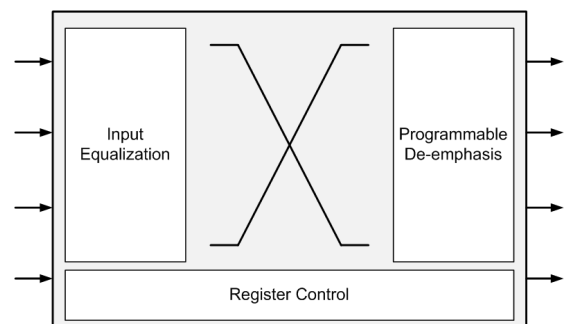 Input
Equalization
Programmable
De-emphasis
Register Control